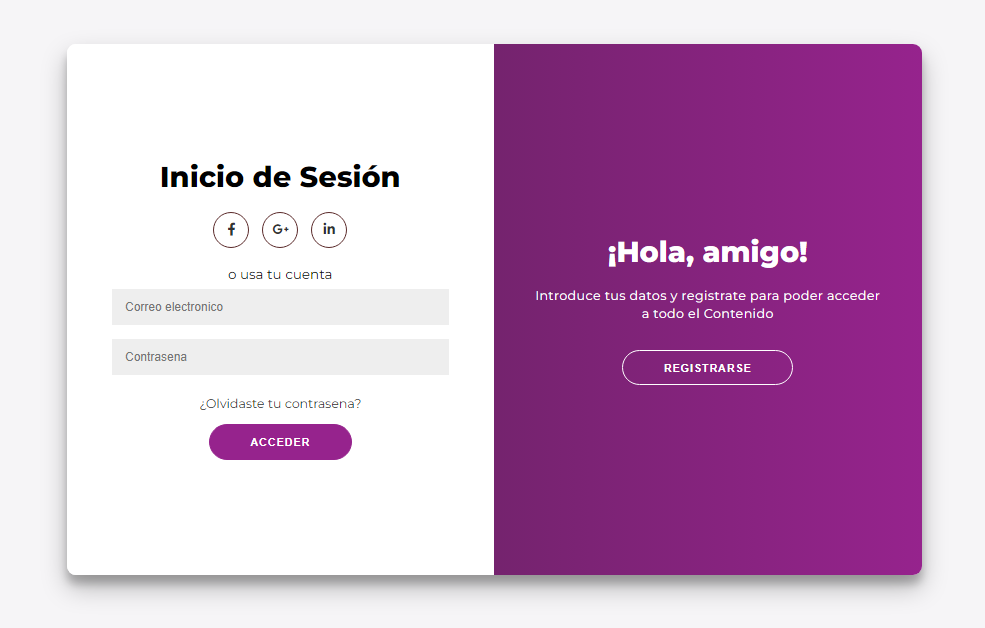 Inicio de Sesión
f G+ in
o usa tu cuenta
Correo electronico
Contrasena
¿Olvidaste tu contrasena?
ACCEDER
¡Hola, amigo!
Introduce tus datos y registrate para poder acceder
a todo el Contenido
REGISTRARSE